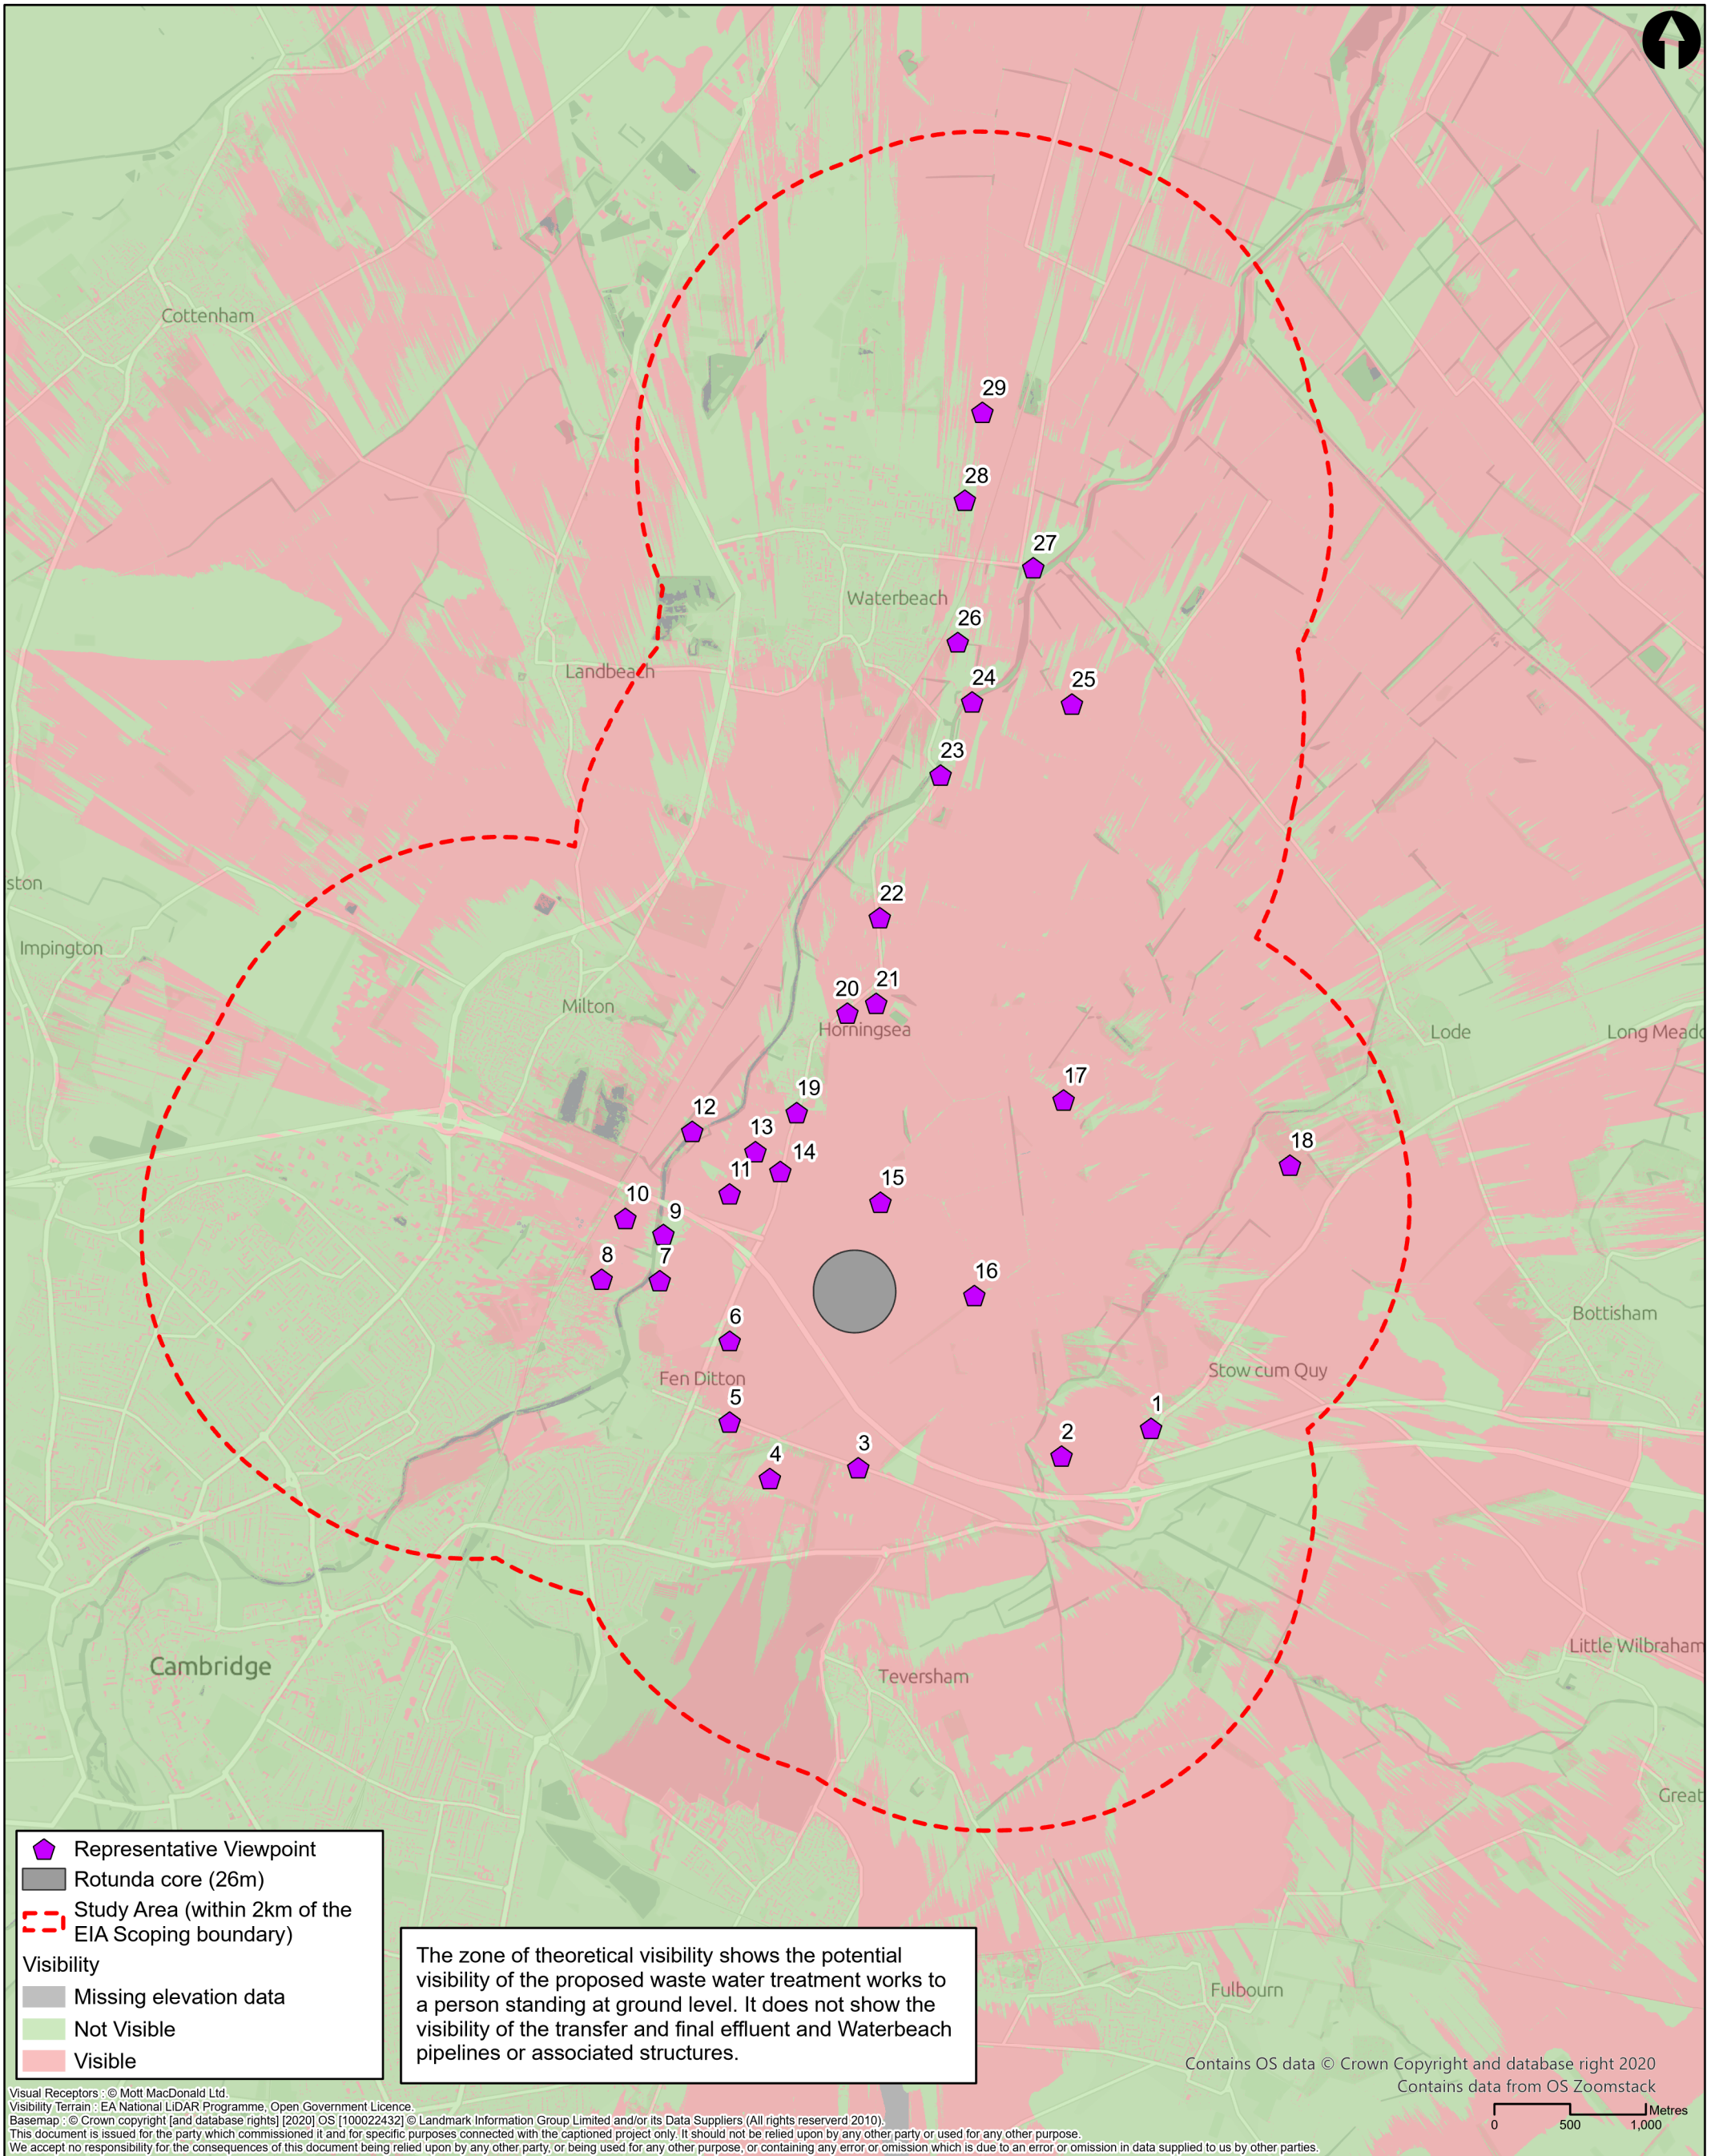 29
Cottenham
28
27
Waterbeach
26
Landbeach
24
25
23
ston
22
Impington
21
20
Milton
Horningsea
Lode
Long Meadо
17
19
12
13
18
14
11
15
10
9
8
7
16
6
Bottisham
Fen Ditton
Stow cum Quy
5
1
2
3
4
Little Wilbraham
Cambridge
Teversham
Great
Representative Viewpoint
Rotunda core (26m)
Study Area (within 2km of the
EIA Scoping boundary)
Visibility
Missing elevation data
Not Visible
Visible
The zone of theoretical visibility shows the potential
visibility of the proposed waste water treatment works to
a person standing at ground level. It does not show the
visibility of the transfer and final effluent and Waterbeach
pipelines or associated structures.
Fulbourn
Contains OS data © Crown Copyright and database right 2020
Contains data from OS Zoomstack
Metres
0 500 1,000
Visual Receptors : © Mott MacDonald Ltd.
Visibility Terrain : EA National LiDAR Programme, Open Government Licence.
Basemap : © Crown copyright [and database rights] [2020] OS [100022432] © Landmark Information Group Limited and/or its Data Suppliers (All rights reserverd 2010).
This document is issued for the party which commissioned it and for specific purposes connected with the captioned project only. It should not be relied upon by any other party or used for any other purpose.
We accept no responsibility for the consequences of this document being relied upon by any other party, or being used for any other purpose, or containing any error or omission which is due to an error or omission in data supplied to us by other parties.